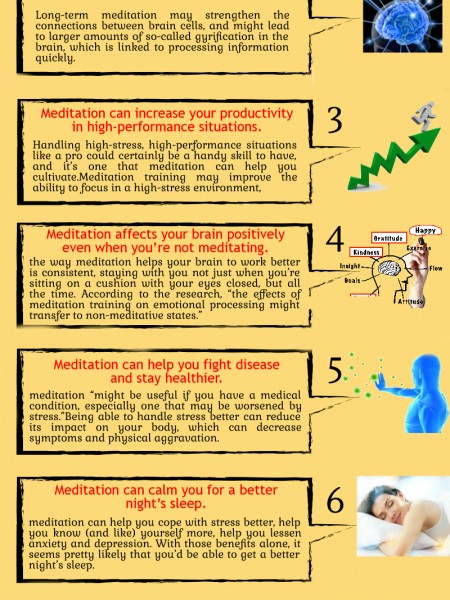 Long-term meditation may strengthen the
connections between brain cells, and might lead
to larger amounts of so-called gyrification in the
brain, which is linked to processing information
quickly.
3
Meditation can increase your productivity
in high-performance situations.
Handling high-stress, high-performance situations
like a pro could certainly be a handy skill to have,
and it's one that meditation can help you
cultivate.Meditation training may improve the
ability to focus in a high-stress environment,
4
Meditation affects your brain positively
even when you're not meditating.
the way meditation helps your brain to work better
is consistent, staying with you not just when you're
sitting on a cushion with your eyes closed, but all
the time. According to the research, "the effects of
meditation training on emotional processing might
transfer to non-meditative states."
Happy
Gratitude
Exercise
Kindness
Insight
Flow
Goals
Attitude
5
Meditation can help you fight disease
and stay healthier.
meditation "might be useful if you have a medical
condition, especially one that may be worsened by
stress."Being able to handle stress better can reduce
its impact on your body, which can decrease
symptoms and physical aggravation.
6
Meditation can calm you for a better
night's sleep.
meditation can help you cope with stress better, help
you know (and like) yourself more, help you lessen
anxiety and depression. With those benefits alone, it
seems pretty likely that you'd be able to get a better
night's sleep.